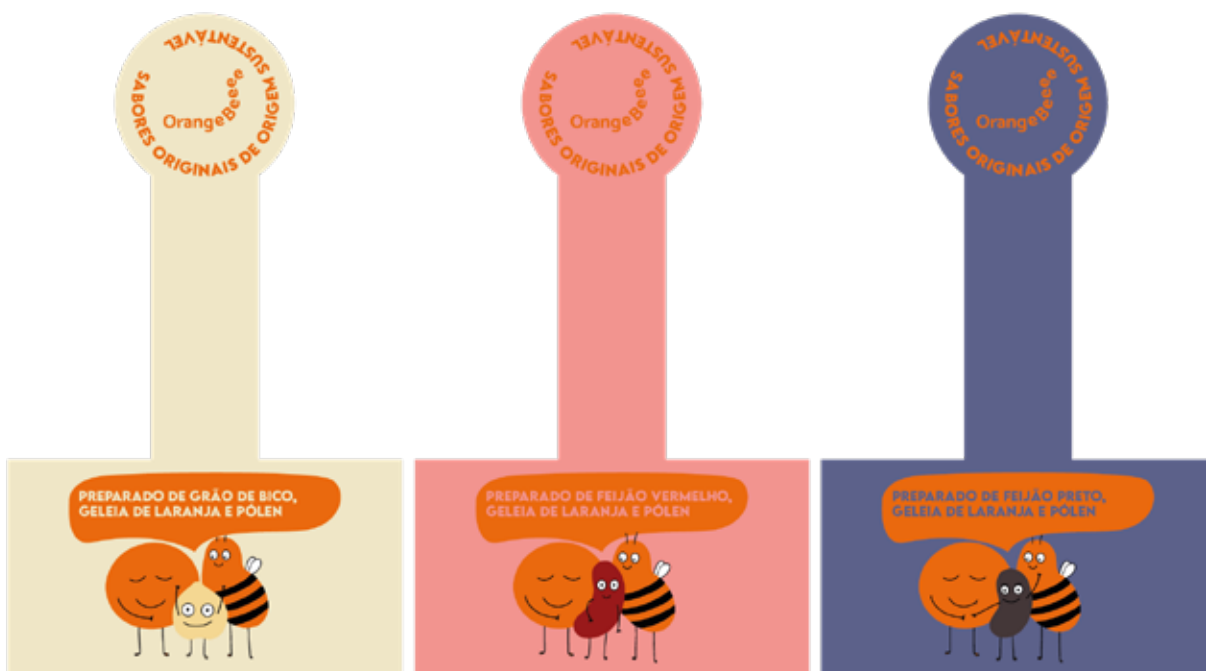 SABORES ORIGINAIS DE ORIGEM SUSTENTÁVEL
OrangeBeeee
PREPARADO DE GRÃO DE BICO,
GELEIA DE LARANJA E PÓLEN
SABORES ORIGINAIS DE ORIGEM SUSTENTÁVEL
OrangeBeeee
PREPARADO DE FEIJÃO VERMELHO,
GELEIA DE LARANJA E PÓLEN
SABORES ORIGINAIS DE ORIGEM SUSTENTÁVEL
OrangeBeeee
PREPARADO DE FEIJÃO PRETO,
GELEIA DE LARANJA E PÓLEN